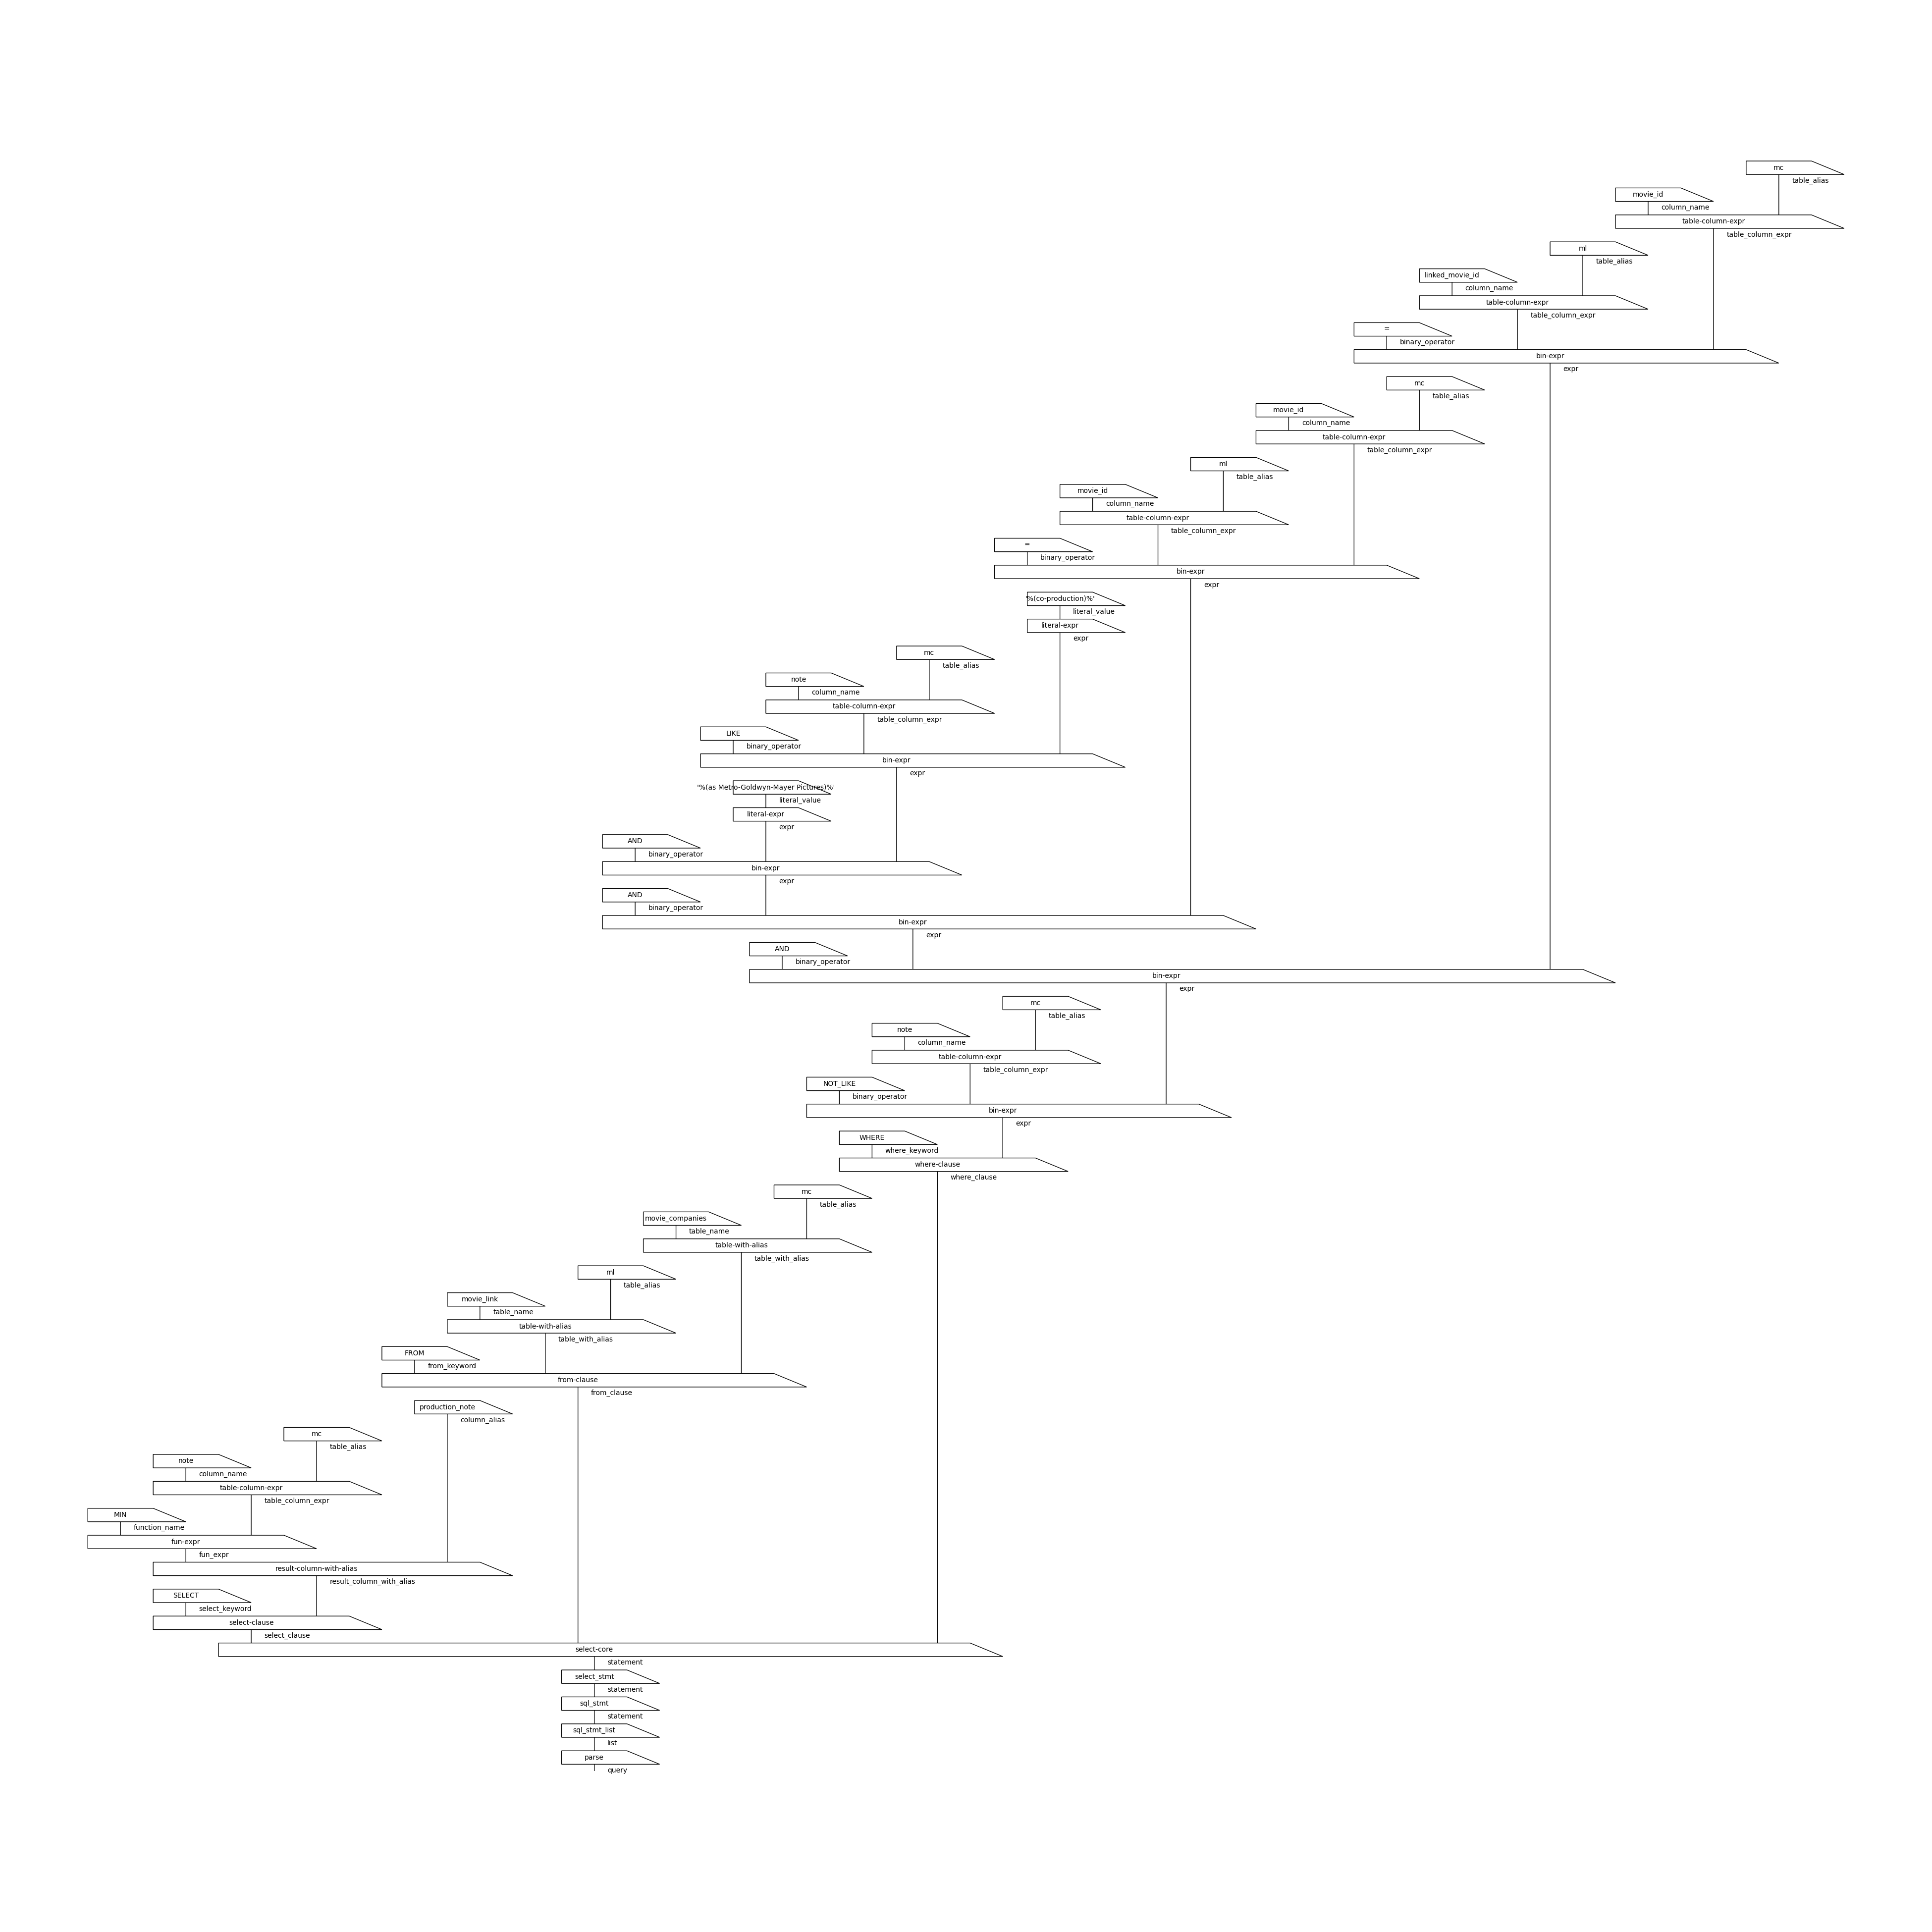 mc
table_alias
movie_id
column_name
table-column-expr
table_column_expr
ml
table_alias
linked_movie_id
column_name
table-column-expr
table_column_expr
=
binary_operator
bin-expr
expr
mc
table_alias
movie_id
column_name
table-column-expr
table_column_expr
ml
table_alias
movie_id
column_name
table-column-expr
table_column_expr
=
binary_operator
bin-expr
expr
'%(co-production)%'
literal_value
literal-expr
expr
mc
table_alias
note
column_name
table-column-expr
table_column_expr
LIKE
binary_operator
bin-expr
expr
'%(as Metro-Goldwyn-Mayer Pictures)%'
literal_value
literal-expr
expr
AND
binary_operator
bin-expr
expr
AND
binary_operator
bin-expr
expr
AND
binary_operator
bin-expr
expr
mc
table_alias
note
column_name
table-column-expr
table_column_expr
NOT_LIKE
binary_operator
bin-expr
expr
WHERE
where_keyword
where-clause
where_clause
mc
table_alias
movie_companies
table_name
table-with-alias
table_with_alias
ml
table_alias
movie_link
table_name
table-with-alias
table_with_alias
FROM
from_keyword
from-clause
from_clause
production_note
column_alias
mc
table_alias
note
column_name
table-column-expr
table_column_expr
MIN
function_name
fun-expr
fun_expr
result-column-with-alias
result_column_with_alias
SELECT
select_keyword
select-clause
select_clause
select-core
statement
select_stmt
statement
sql_stmt
statement
sql_stmt_list
list
parse
query